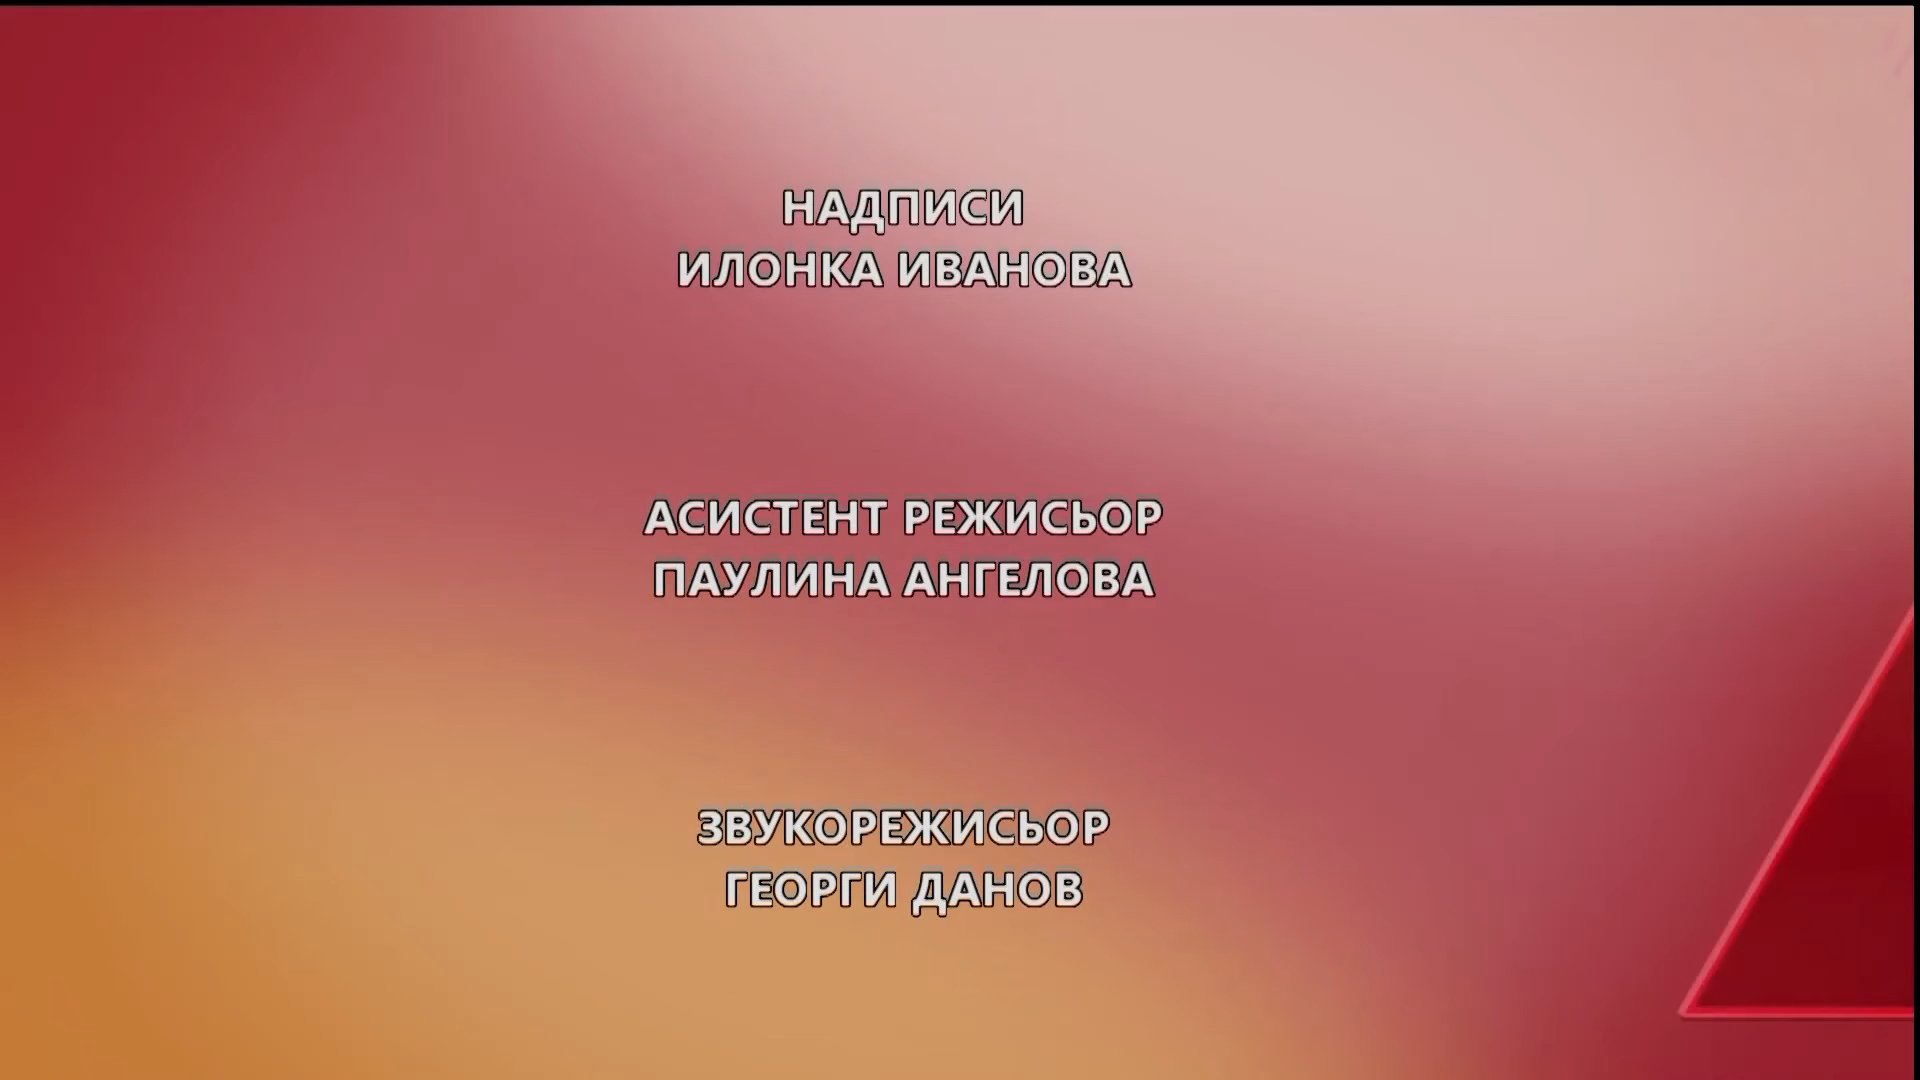 НАДПИСИ
ИЛОНКА ИВАНОВА
АСИСТЕНТ РЕЖИСЬОР
ПАУЛИНА АНГЕЛОВА
ЗВУКОРЕЖИСЬОР
ГЕОРГИ ДАНОВ